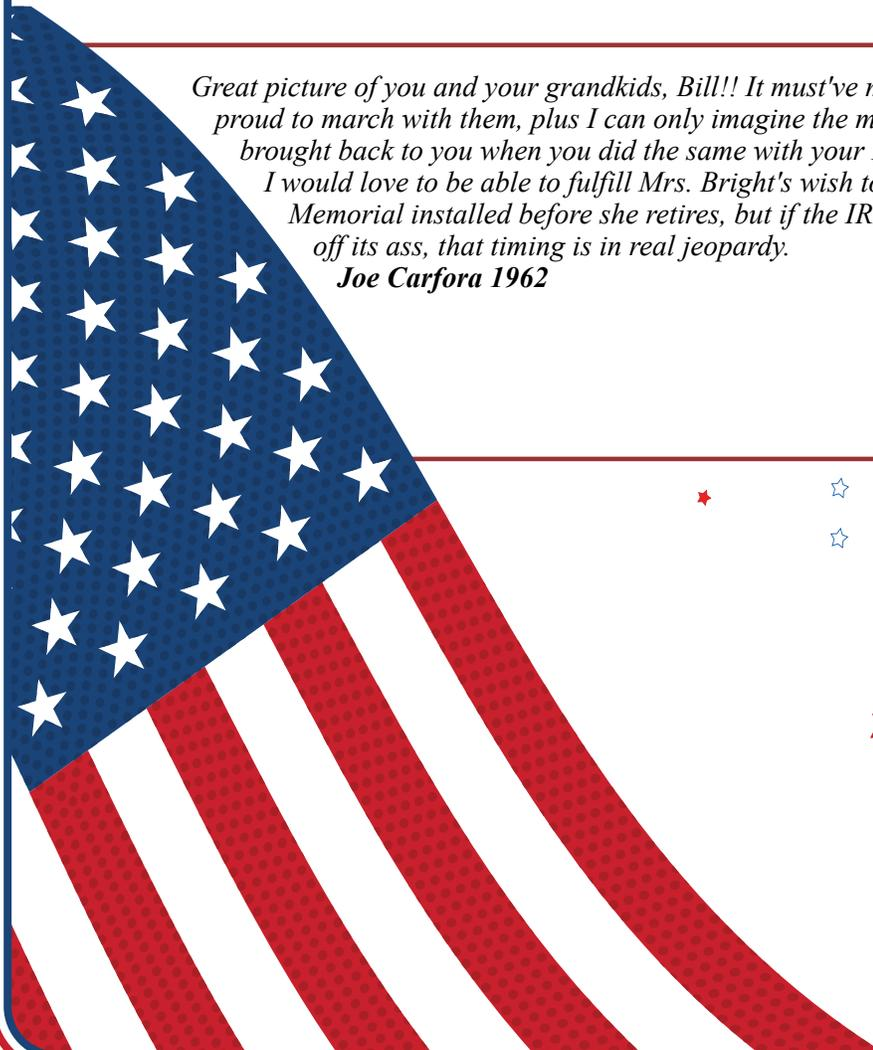 Great picture of you and your grandkids, Bill!! It must've
proud to march with them, plus I can only imagine the
brought back to you when you did the same with your
I would love to be able to fulfill Mrs. Bright's wish
Memorial installed before she retires, but if the
off its ass, that timing is in real jeopardy.
Joe Carfora 1962